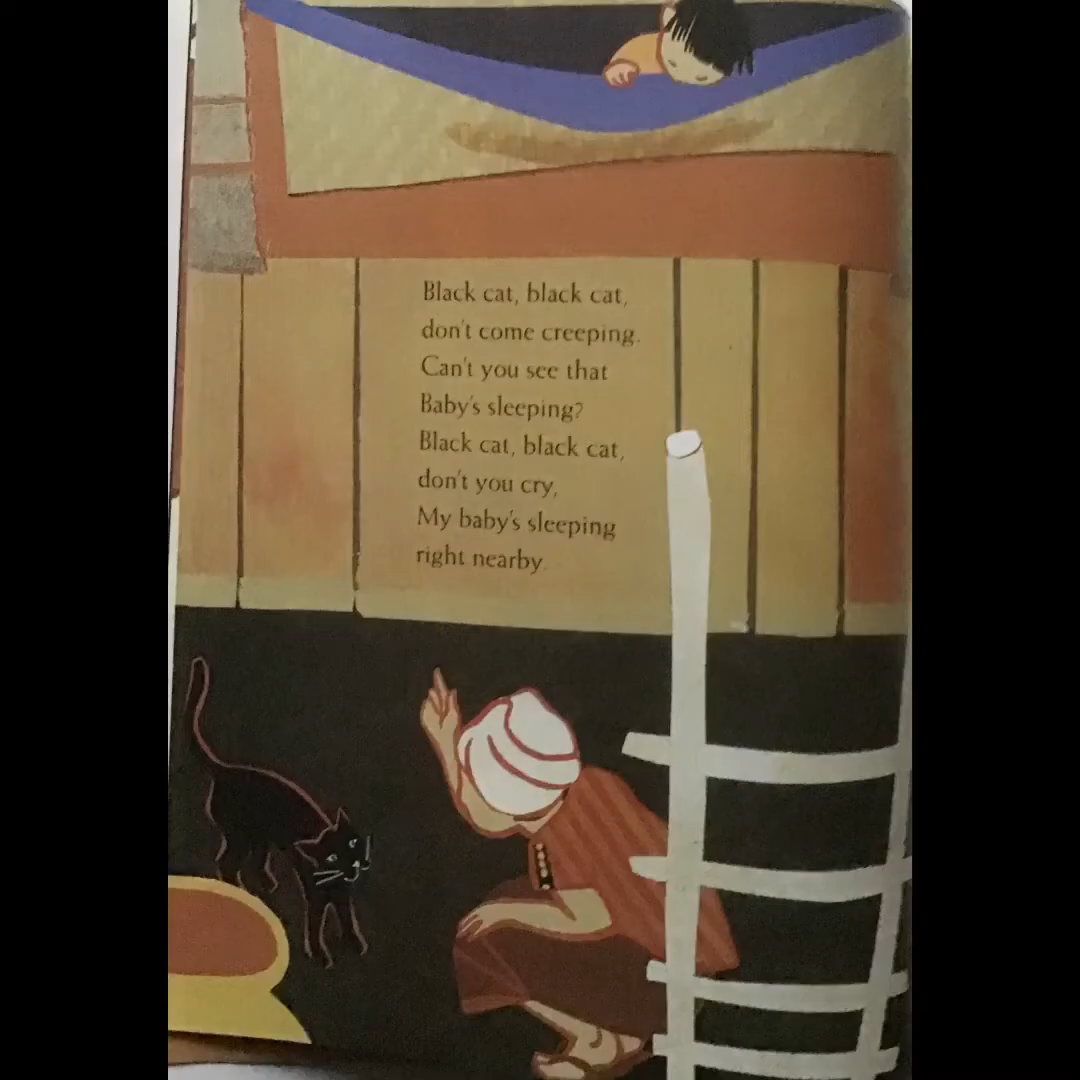 Black cat, black cat,
don't come creeping.
Can't you see that
Baby's sleeping?
Black cat, black cat,
don't you cry,
My baby's sleeping
right nearby.